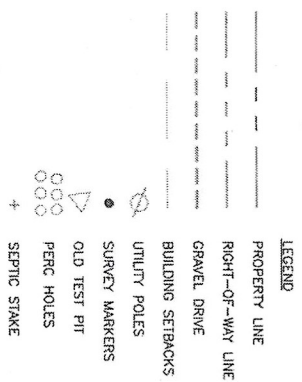 LEGEND
PROPERTY LINE
RIGHT-OF-WAY LINE
GRAVEL DRIVE
BUILDING SETBACKS
UTILITY POLES
SURVEY MARKERS
OLD TEST PIT
PERC HOLES
SEPTIC STAKE